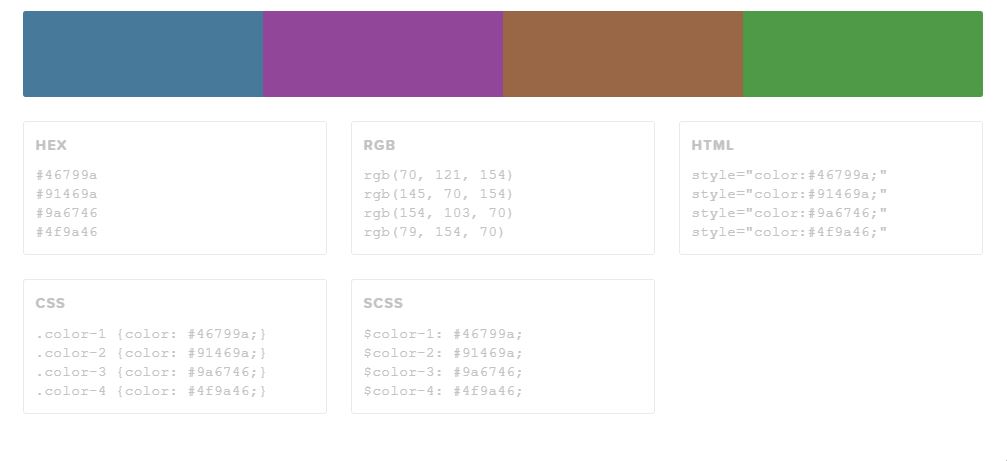 HEX
#46799a
#91469a
#9a6746
#4f9a46
RGB
rgb(70, 121, 154)
rgb(145, 70, 154)
rgb(154, 103, 70)
rgb(79, 154, 70)
HTML
style="color:#46799a;"
style="color:#91469a;"
style="color:#9a6746;"
style="color:#4f9a46;"
CSS
.color-1 {color: #46799a;}
.color-2 {color: #91469a;}
.color-3 {color: #9a6746;}
.color-4 {color: #4f9a46;}
SCSS
$color-1: #46799a;
$color-2: #91469a;
$color-3: #9a6746;
$color-4: #4f9a46;